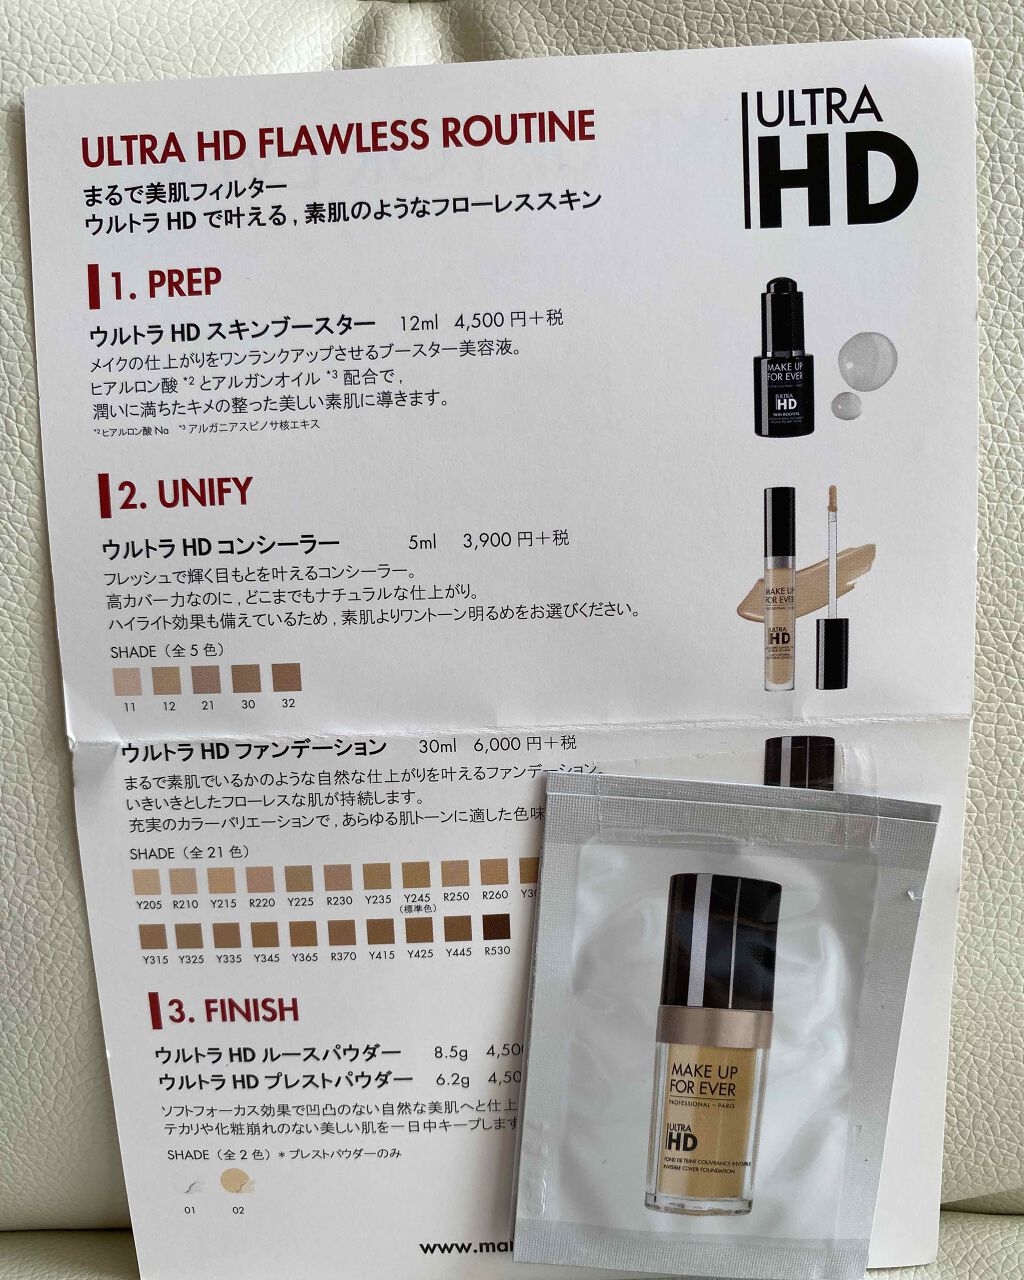 ULTRA HD FLAWLESS ROUTINE
まるで美肌フィルター
ウルトラ HD で叶える , 素肌のようなフローレススキン
ULTRA
HD
1. PREP
ウルトラ HD スキンブースター 12ml 4,500 円+税
メイクの仕上がりをワンランクアップさせるブースター美容液。
ヒアルロン酸 *2 とアルガンオイル *3 配合で ,
潤いに満ちたキメの整った美しい素肌に導きます。
*2 ヒアルロン酸 Na *3 アルガニアスピノサ核エキス
MAKE UP
FOR EVER
ULTRA
HD
SKIN BOOSTER
2. UNIFY
ウルトラ HD コンシーラー 5ml 3,900 円+税
フレッシュで輝く目もとを叶えるコンシーラー。
高カバー力なのに , どこまでもナチュラルな仕上がり。
ハイライト効果も備えているため , 素肌よりワントーン明るめをお選びください。
SHADE（全 5 色）
11 12 21 30 32
MAKE UP
FOR EVER
ULTRA
HD
ウルトラ HD ファンデーション 30ml 6,000 円+税
まるで素肌でいるかのような自然な仕上がりを叶えるファンデーション。
いきいきとしたフローレスな肌が持続します。
充実のカラーバリエーションで , あらゆる肌トーンに適した色味
SHADE（全 21 色）
Y205 R210 Y215 R220 Y225 R230 Y235 Y245 R250 R260 Y30
(標準色)
Y315 Y325 Y335 Y345 Y365 R370 Y415 Y425 Y445 R530
3. FINISH
ウルトラ HD ルースパウダー 8.5g 4,50
ウルトラ HD プレストパウダー 6.2g 4,50
ソフトフォーカス効果で凹凸のない自然な美肌へと仕上
テカリや化粧崩れのない美しい肌を一日中キープします
SHADE（全 2 色）＊プレストパウダーのみ
01 02
www.mak
MAKE UP
FOR EVER
PROFESSIONAL – PARIS
ULTRA
HD
FOND DE TEINT COUVRANCE INVISIBLE
INVISIBLE COVER FOUNDATION